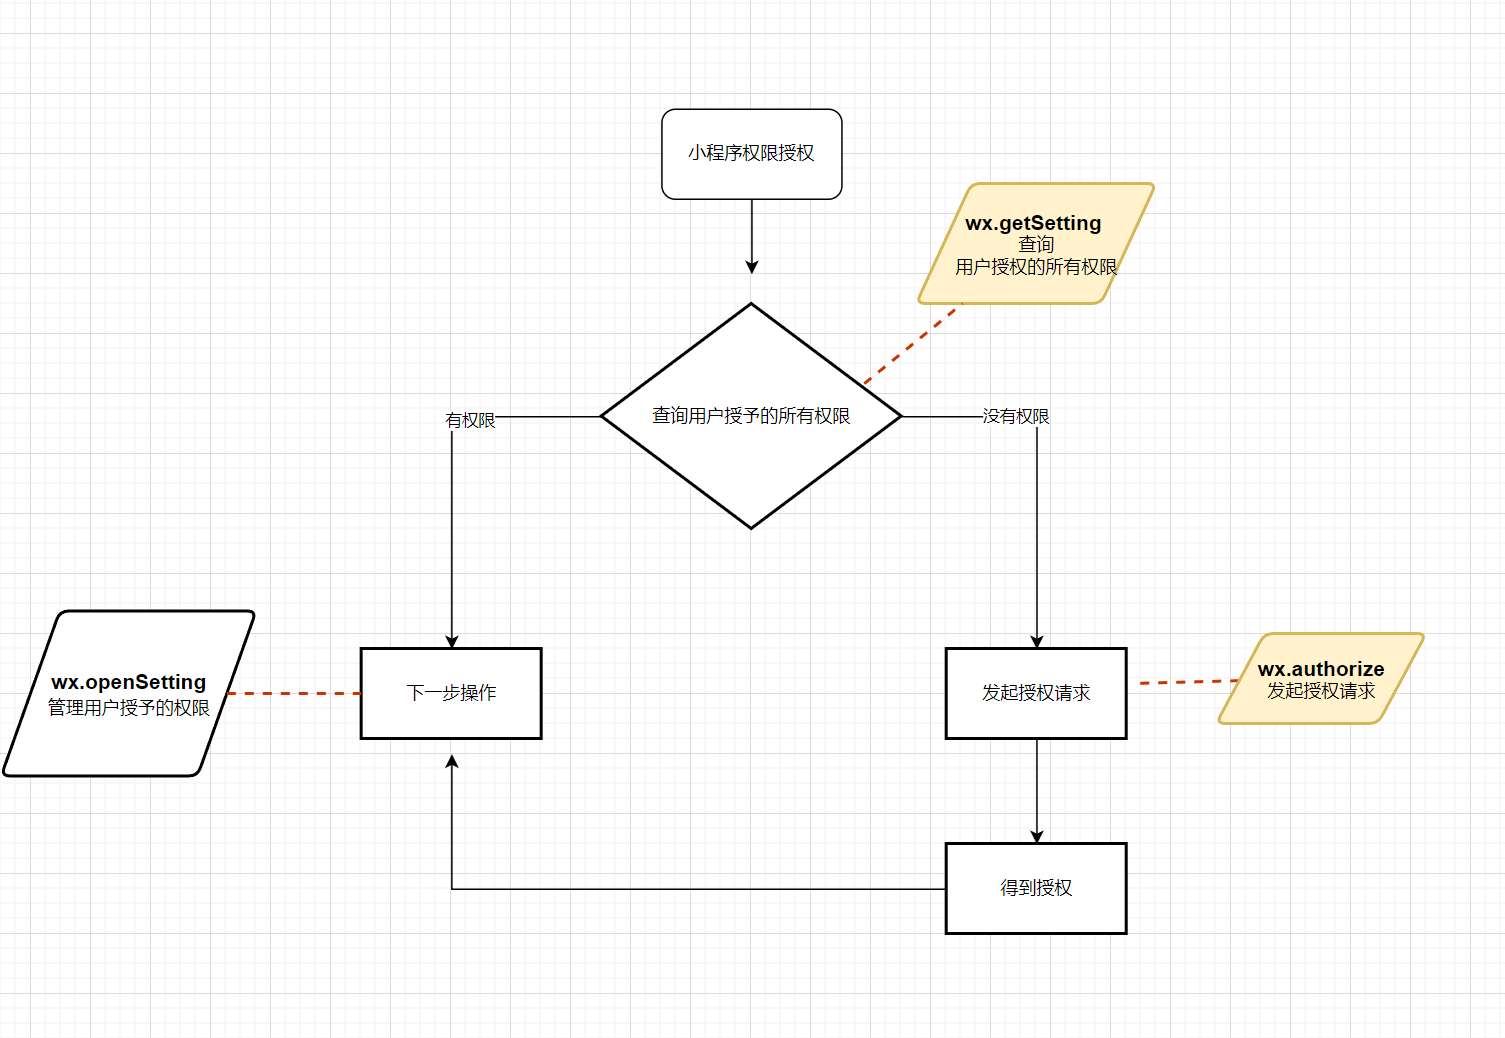 小程序权限授权
wx.getSetting
查询
用户授权的所有权限
查询用户授予的所有权限
有权限
没有权限
wx.openSetting
管理用户授予的权限
下一步操作
发起授权请求
wx.authorize
发起授权请求
得到授权